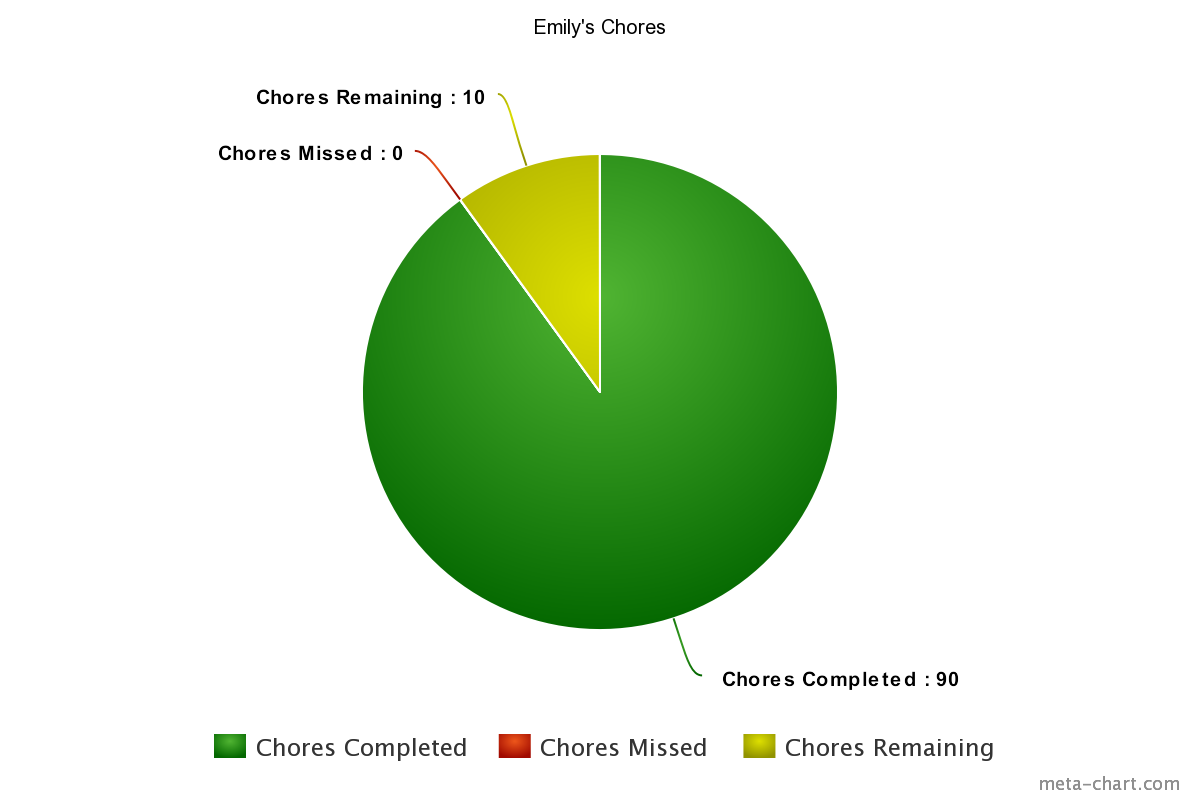 Emily's Chores
Chores Remaining : 10
Chores Missed : 0
Chores Completed : 90
Chores Completed Chores Missed Chores Remaining
meta-chart.com